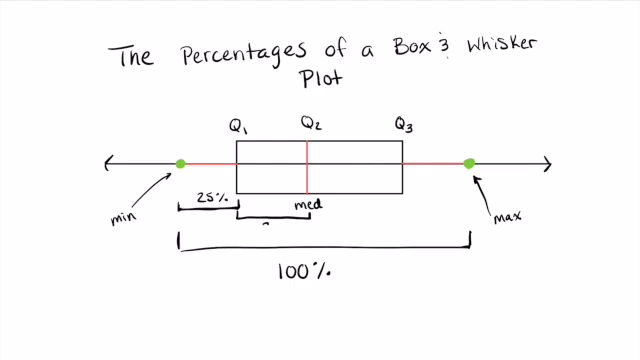 The Percentages of a Box & Whisker
Plot
Q1 Q2 Q3
25% med
min max
100%